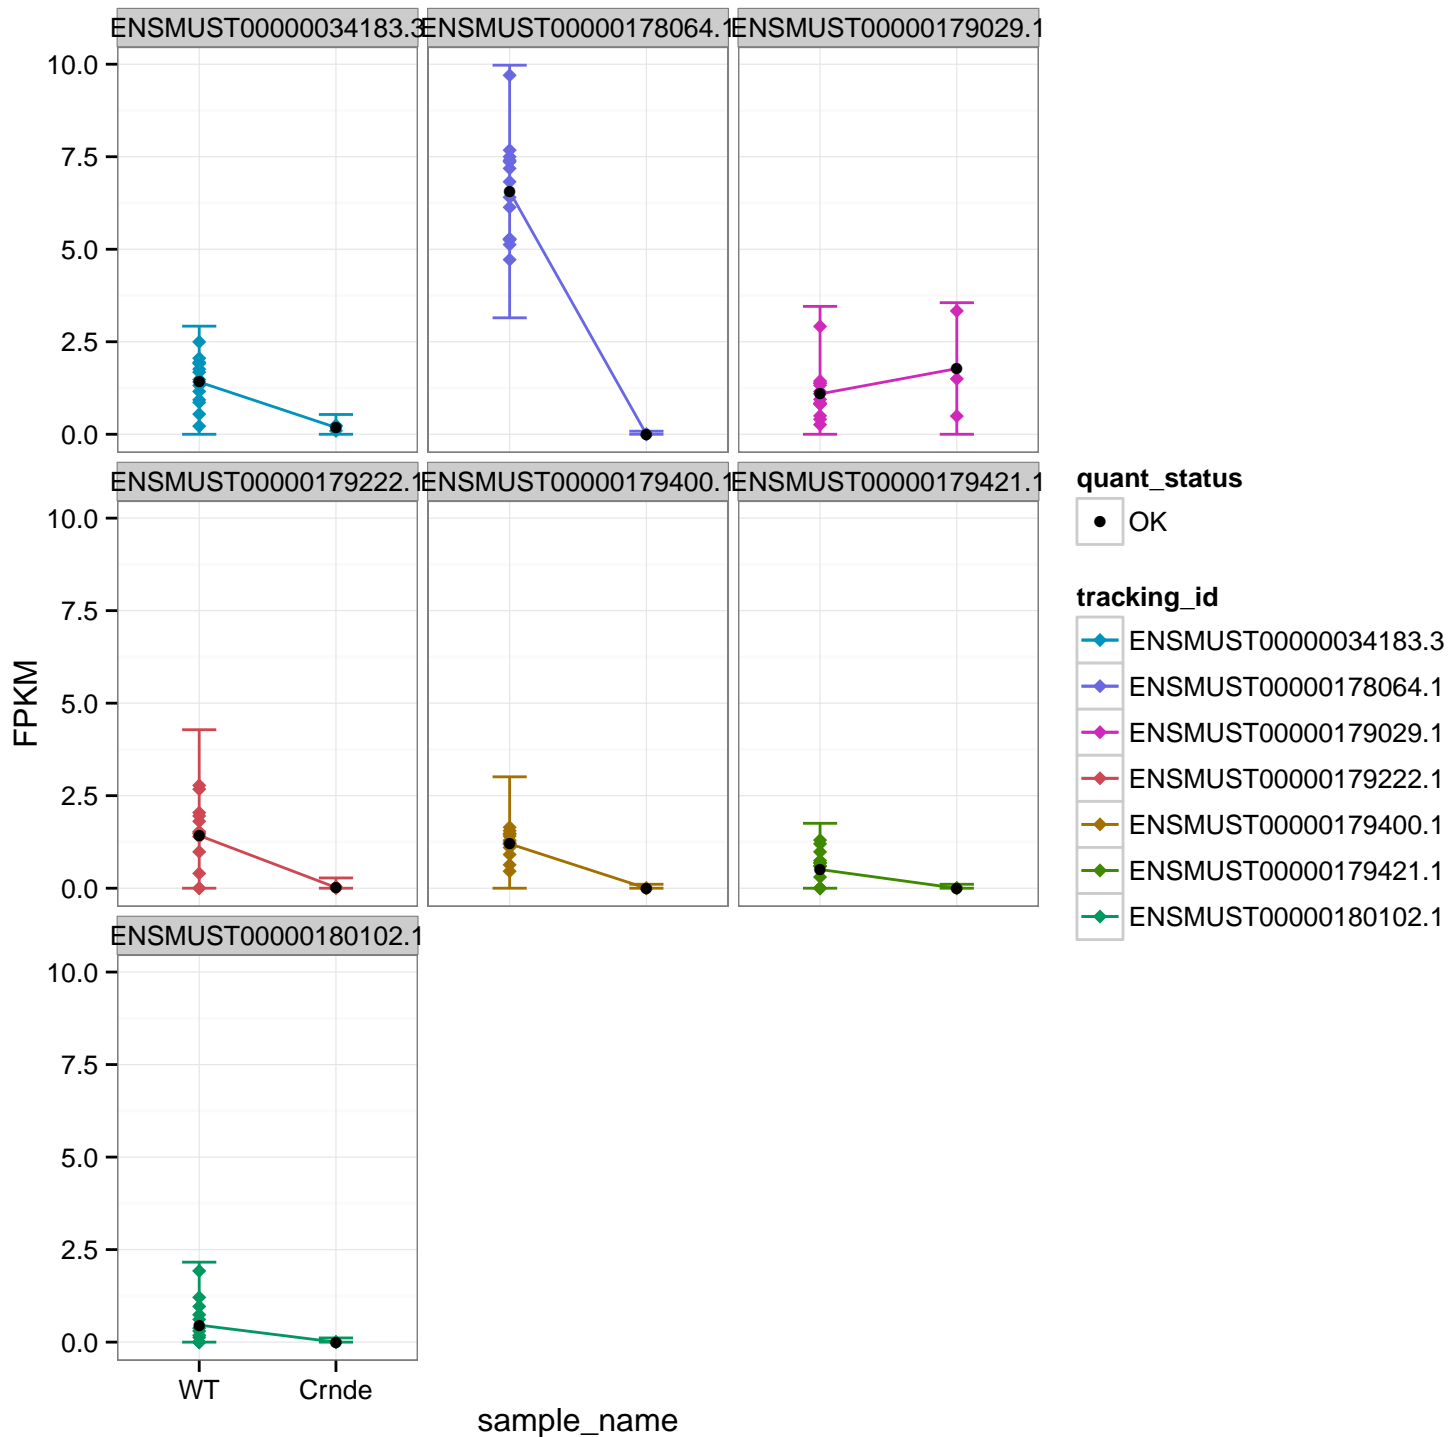 ENSMUST00000034183.3 ENSMUST00000178064.1 ENSMUST00000179029.1
10.0
7.5
5.0
2.5
0.0
ENSMUST00000179222.1 ENSMUST00000179400.1 ENSMUST00000179421.1
10.0
7.5
5.0
2.5
0.0
ENSMUST00000180102.1
10.0
7.5
5.0
2.5
0.0
WT Crnde
sample_name
FPKM
quant_status
OK
tracking_id
ENSMUST00000034183.3
ENSMUST00000178064.1
ENSMUST00000179029.1
ENSMUST00000179222.1
ENSMUST00000179400.1
ENSMUST00000179421.1
ENSMUST00000180102.1